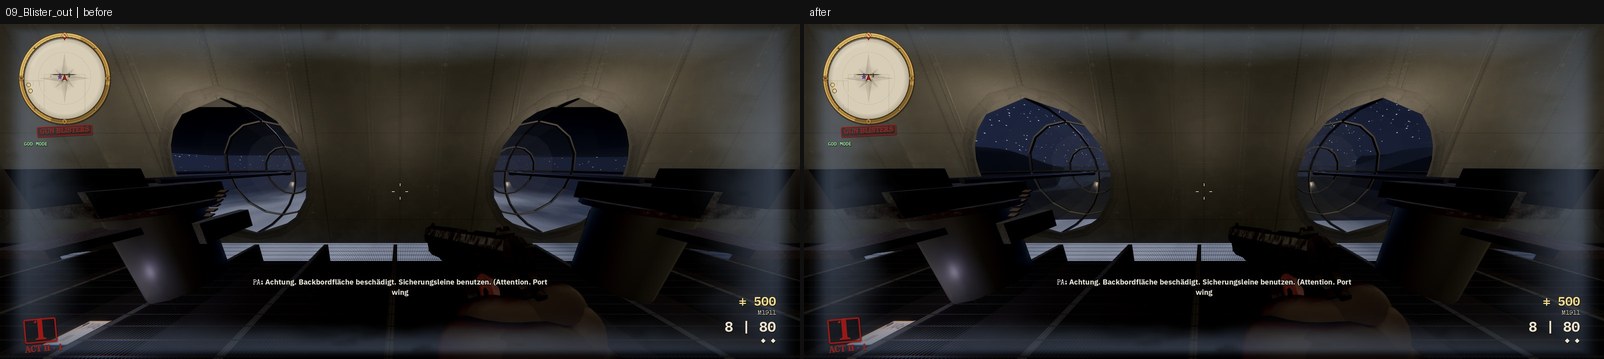 09_Blister_out | before
after
GUN BLISTERS
GOD MODE
PA: Achtung. Backbordfläche beschädigt. Sicherungsleine benutzen. (Attention. Port
wing
500
M1911
8 | 80
I
ACT II
GUN BLISTERS
GOD MODE
PA: Achtung. Backbordfläche beschädigt. Sicherungsleine benutzen. (Attention. Port
wing
500
M1911
8 | 80
I
ACT II